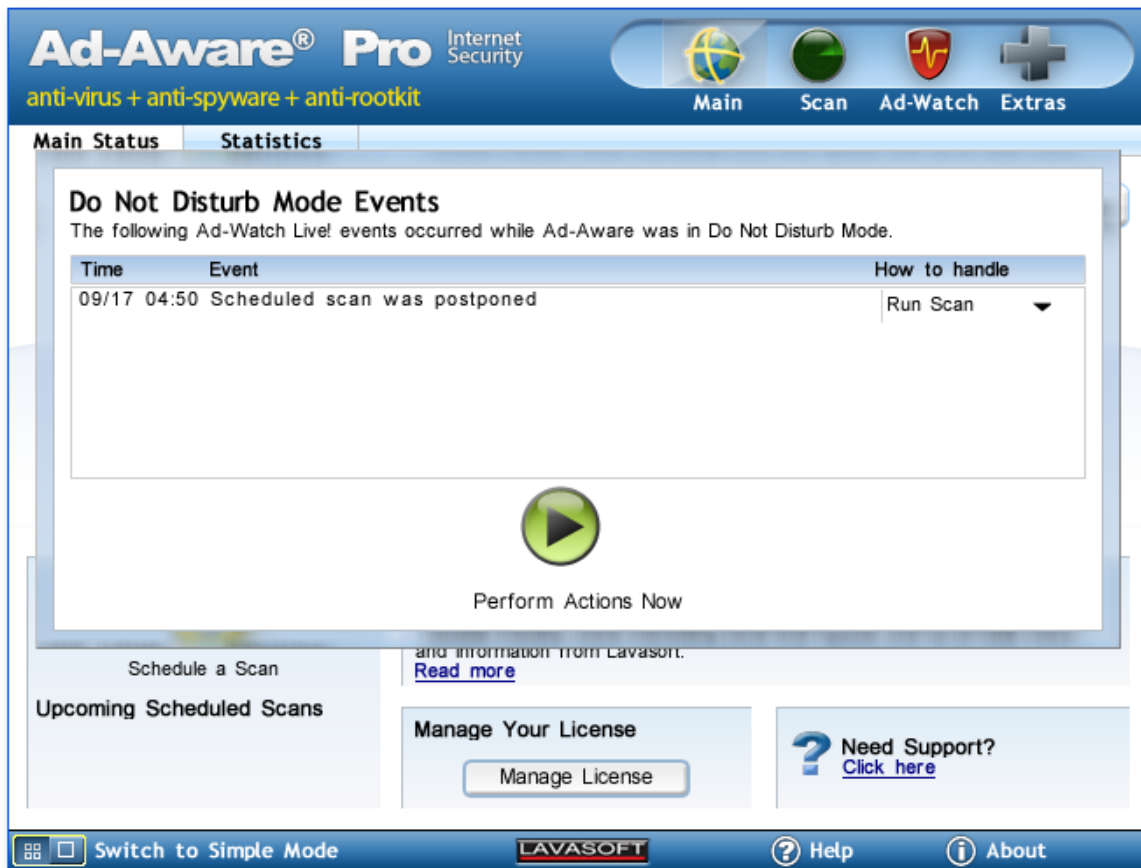 Ad-Aware® Pro Internet Security
anti-virus + anti-spyware + anti-rootkit
Main Scan Ad-Watch Extras
Main Status Statistics
Do Not Disturb Mode Events
The following Ad-Watch Live! events occurred while Ad-Aware was in Do Not Disturb Mode.
Time Event How to handle
09/17 04:50 Scheduled scan was postponed Run Scan
Perform Actions Now
Schedule a Scan
Upcoming Scheduled Scans
and information from Lavasoft.
Read more
Manage Your License
Manage License
Need Support?
Click here
Switch to Simple Mode LAVASOFT Help About